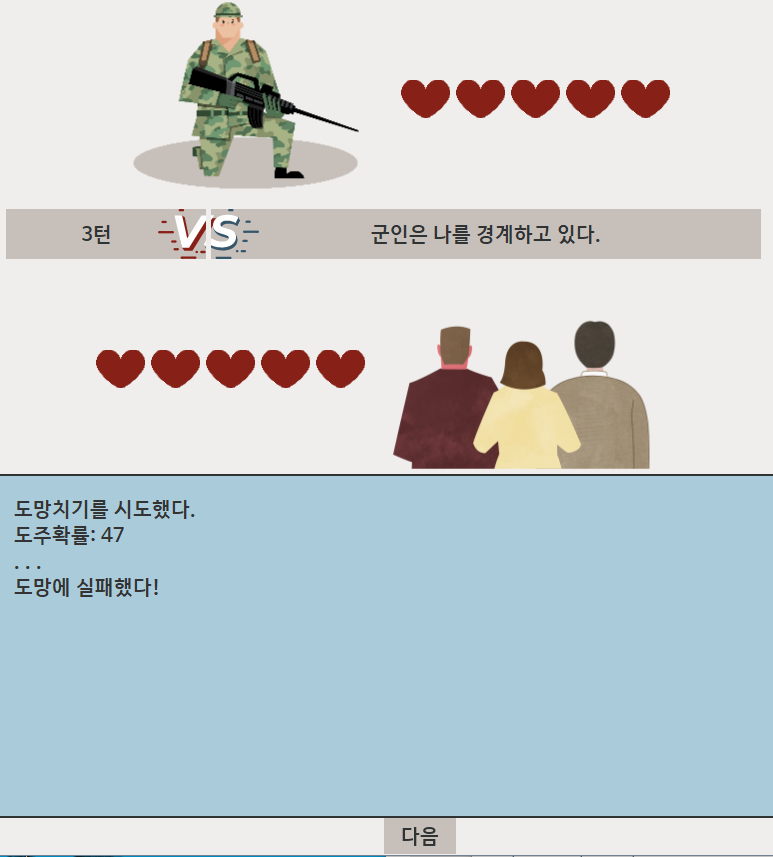 3턴
VS
군인은 나를 경계하고 있다.
도망치기를 시도했다.
도주확률: 47
. . .
도망에 실패했다!
다음